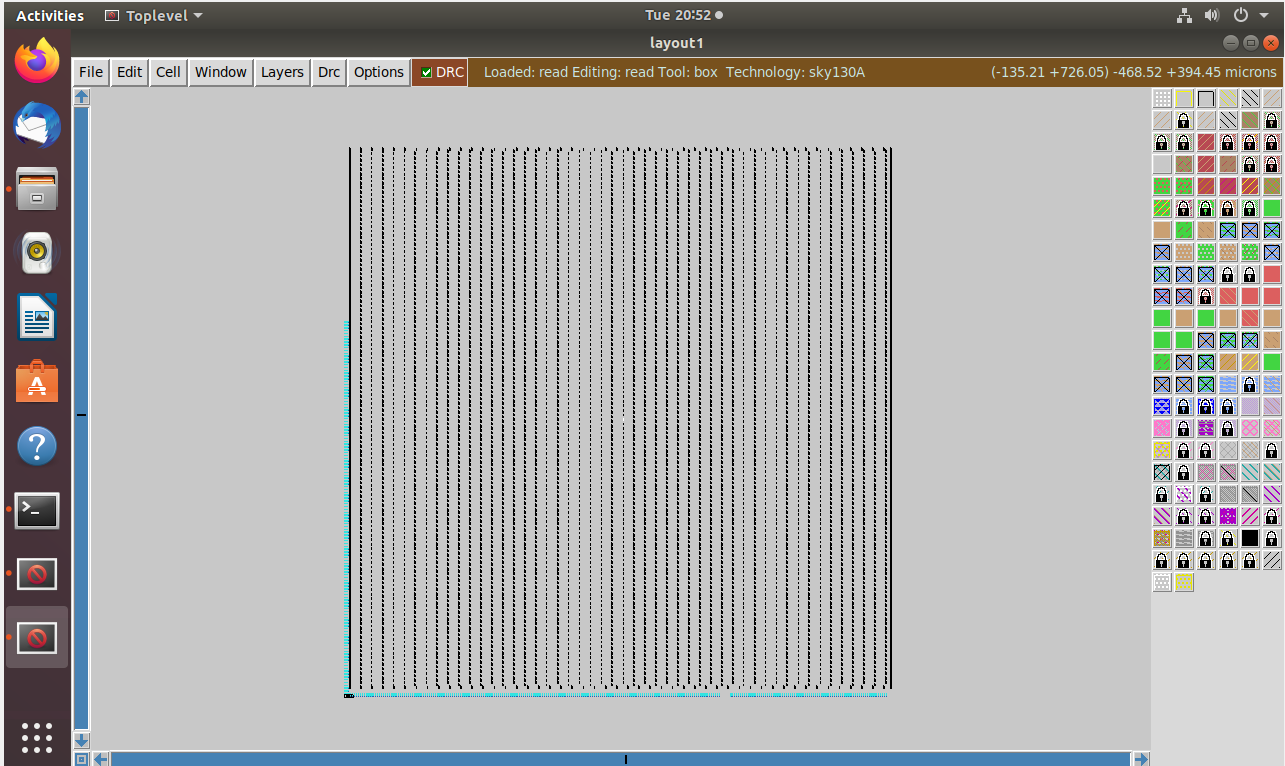 Activities Toplevel Tue 20:52
layout1
File Edit Cell Window Layers Drc Options DRC Loaded: read Editing: read Tool: box Technology: sky130A (-135.21 +726.05) -468.52 +394.45 microns